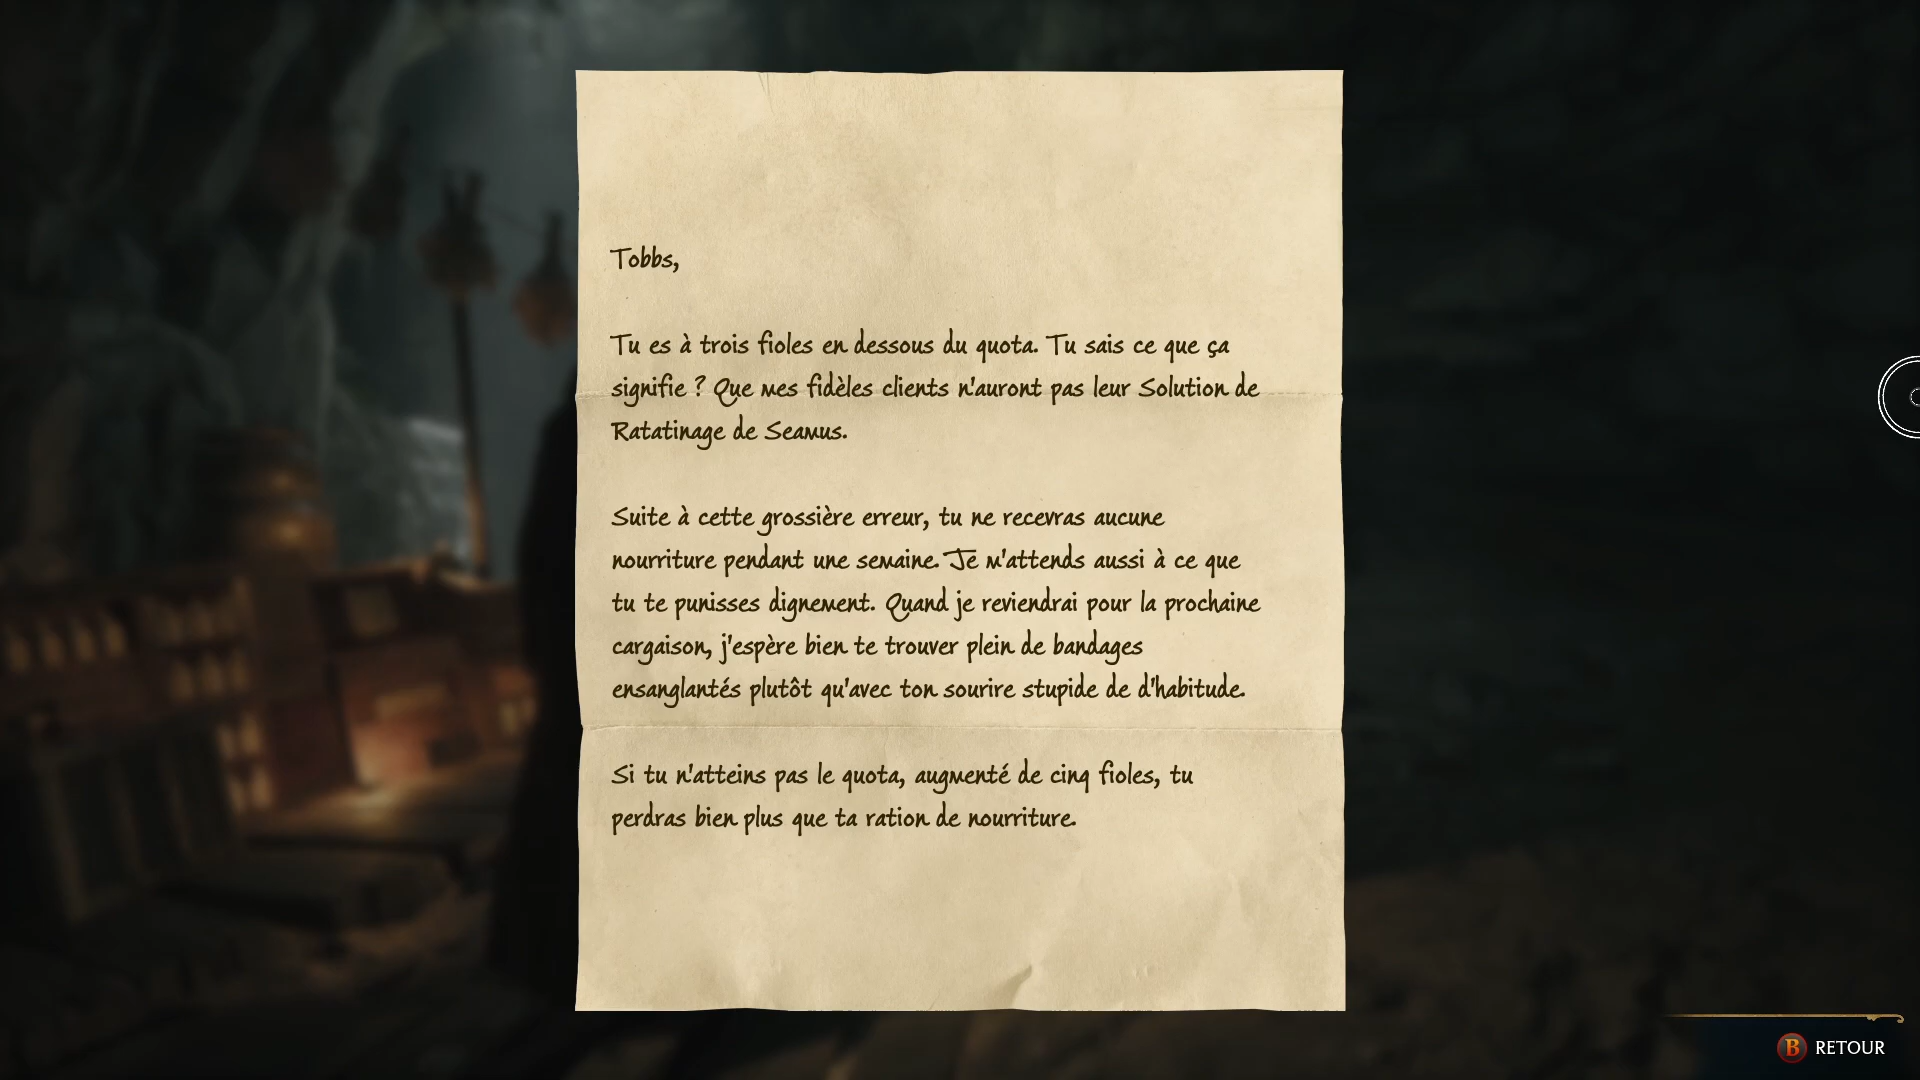 Tobbs,
Tu es à trois fioles en dessous du quota. Tu sais ce que ça
signifie ? Que mes fidèles clients n'auront pas leur Solution de
Ratatinage de Seamus.
Suite à cette grossière erreur, tu ne recevras aucune
nourriture pendant une semaine. Je m'attends aussi à ce que
tu te punisses dignement. Quand je reviendrai pour la prochaine
cargaison, j'espère bien te trouver plein de bandages
ensanglantés plutôt qu'avec ton sourire stupide de d'habitude.
Si tu n'atteins pas le quota, augmenté de cinq fioles, tu
perdras bien plus que ta ration de nourriture.
B RETOUR